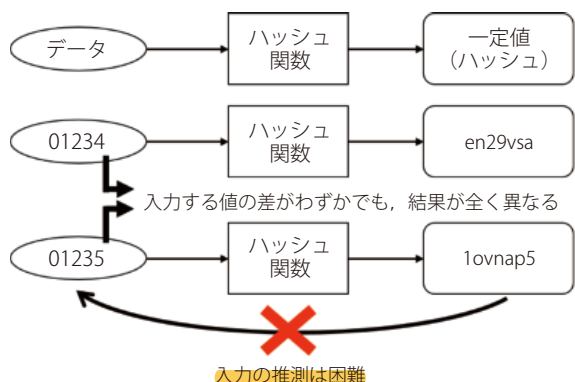 データ
ハッシュ
関数
一定値
（ハッシュ）
01234
ハッシュ
関数
en29vsa
入力する値の差がわずかでも，結果が全く異なる
01235
ハッシュ
関数
1ovnap5
入力の推測は困難